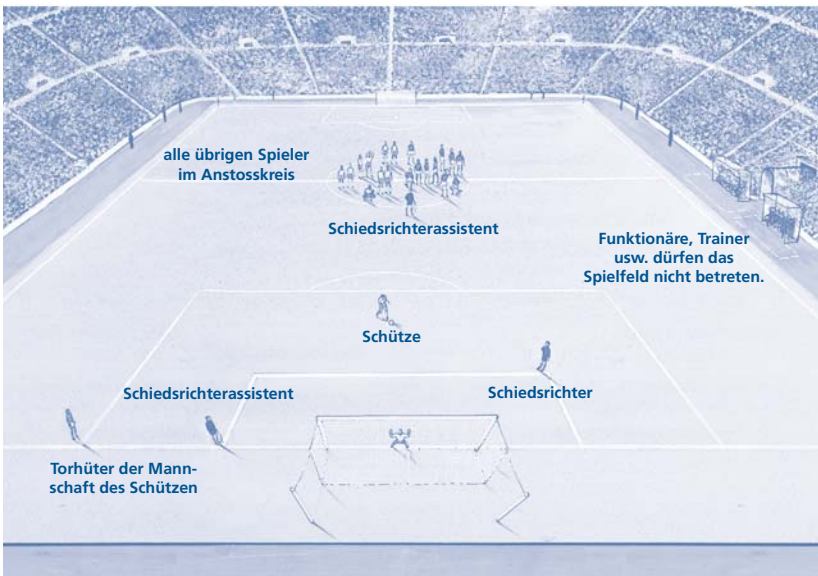 alle übrigen Spieler
im Anstosskreis
Schiedsrichterassistent
Funktionäre, Trainer
usw. dürfen das
Spielfeld nicht betreten.
Schütze
Schiedsrichterassistent
Schiedsrichter
Torhüter der Mann-
schaft des Schützen